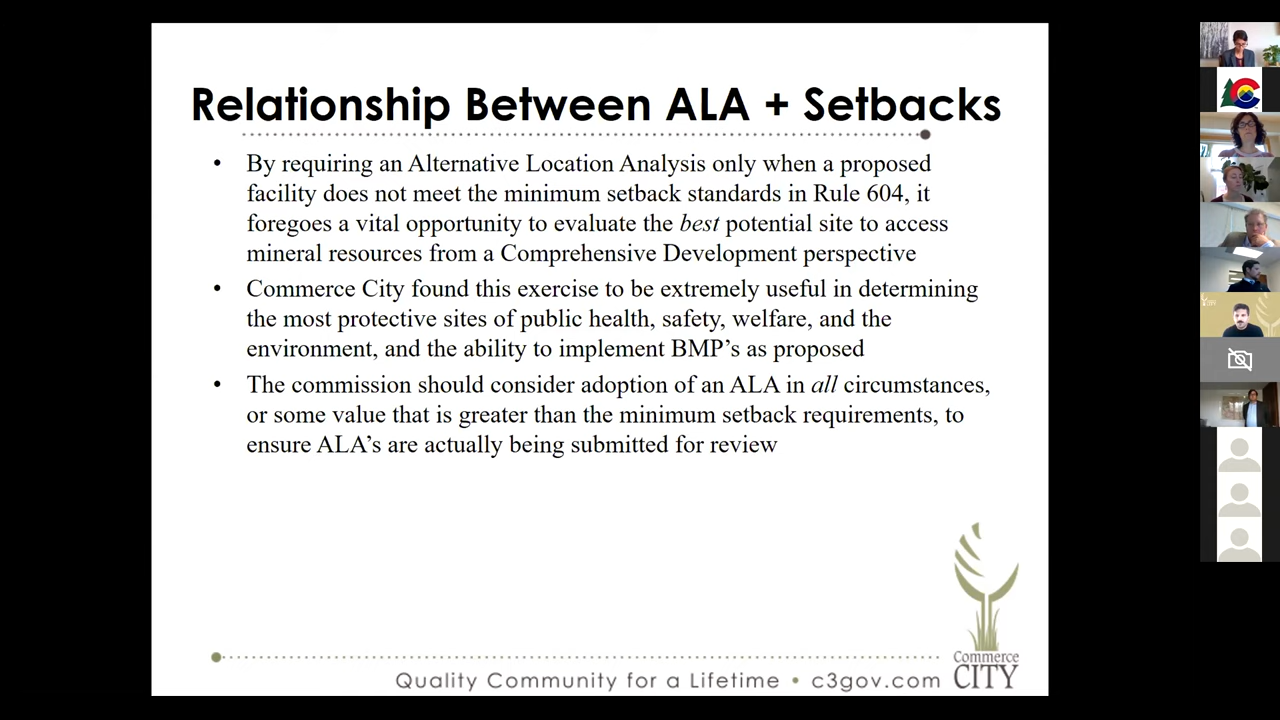 Relationship Between ALA + Setbacks
• By requiring an Alternative Location Analysis only when a proposed
facility does not meet the minimum setback standards in Rule 604, it
foregoes a vital opportunity to evaluate the best potential site to access
mineral resources from a Comprehensive Development perspective
• Commerce City found this exercise to be extremely useful in determining
the most protective sites of public health, safety, welfare, and the
environment, and the ability to implement BMP’s as proposed
• The commission should consider adoption of an ALA in all circumstances,
or some value that is greater than the minimum setback requirements, to
ensure ALA’s are actually being submitted for review
Commerce
CITY
Quality Community for a Lifetime • c3gov.com